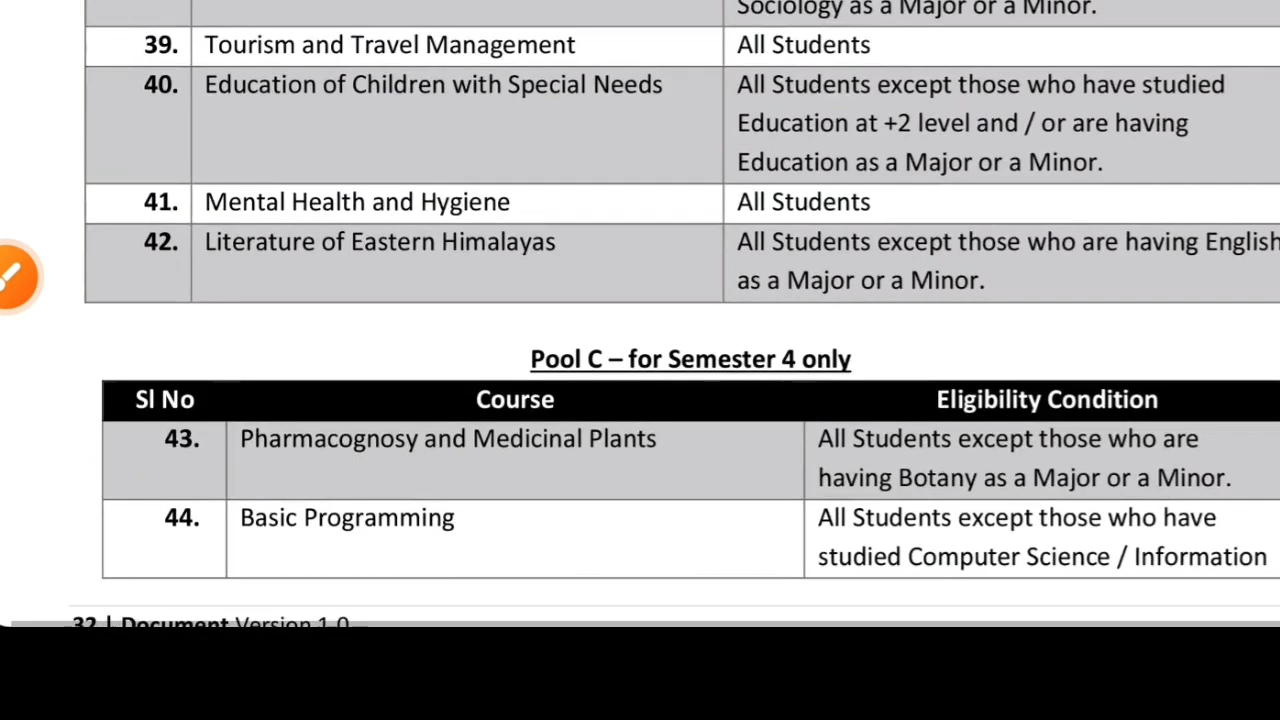 Sociology as a Major or a Minor.
39. Tourism and Travel Management All Students
40. Education of Children with Special Needs All Students except those who have studied
Education at +2 level and / or are having
Education as a Major or a Minor.
41. Mental Health and Hygiene All Students
42. Literature of Eastern Himalayas All Students except those who are having English
as a Major or a Minor.
Pool C – for Semester 4 only
Sl No Course Eligibility Condition
43. Pharmacognosy and Medicinal Plants All Students except those who are
having Botany as a Major or a Minor.
44. Basic Programming All Students except those who have
studied Computer Science / Information
32 | Document Version 1.0